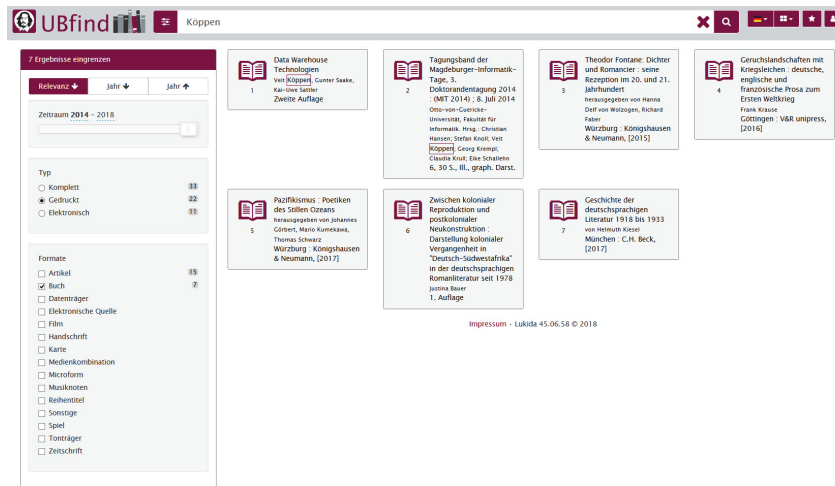 UBfind
Köppen
7 Ergebnisse eingrenzen
Relevanz
Jahr
Jahr
Zeitraum 2014 - 2018
Typ
Komplett 33
Gedruckt 22
Elektronisch 11
Formate
Artikel 15
Buch 7
Datenträger
Elektronische Quelle
Film
Handschrift
Karte
Medienkombination
Microform
Musiknoten
Reihentitel
Sonstige
Spiel
Tonträger
Zeitschrift
1
Data Warehouse
Technologien
Veit Köppen, Gunter Saake,
Kai-Uwe Sattler
Zweite Auflage
2
Tagungsband der
Magdeburger-Informatik-
Tage, 3.
Doktorandentagung 2014
: (MIT 2014) ; 8. Juli 2014
Otto-von-Guericke-
Universität, Fakultät für
Informatik. Hrsg.: Christian
Hansen; Stefan Knoll; Veit
Köppen; Georg Krempl;
Claudia Krull; Eike Schallehn
6, 30 S., Ill., graph. Darst.
3
Theodor Fontane: Dichter
und Romancier : seine
Rezeption im 20. und 21.
Jahrhundert
herausgegeben von Hanna
Delf von Wolzogen, Richard
Faber
Würzburg : Königshausen
& Neumann, [2015]
4
Geruchslandschaften mit
Kriegsleichen : deutsche,
englische und
französische Prosa zum
Ersten Weltkrieg
Frank Krause
Göttingen : V&R unipress,
[2016]
5
Pazifikismus : Poetiken
des Stillen Ozeans
herausgegeben von Johannes
Görbert, Mario Kumekawa,
Thomas Schwarz
Würzburg : Königshausen
& Neumann, [2017]
6
Zwischen kolonialer
Reproduktion und
postkolonialer
Neukonstruktion :
Darstellung kolonialer
Vergangenheit in
"Deutsch-Südwestafrika"
in der deutschsprachigen
Romanliteratur seit 1978
Justina Bauer
1. Auflage
7
Geschichte der
deutschsprachigen
Literatur 1918 bis 1933
von Helmuth Kiesel
München : C.H. Beck,
[2017]
Impressum - Lukida 45.06.58 © 2018